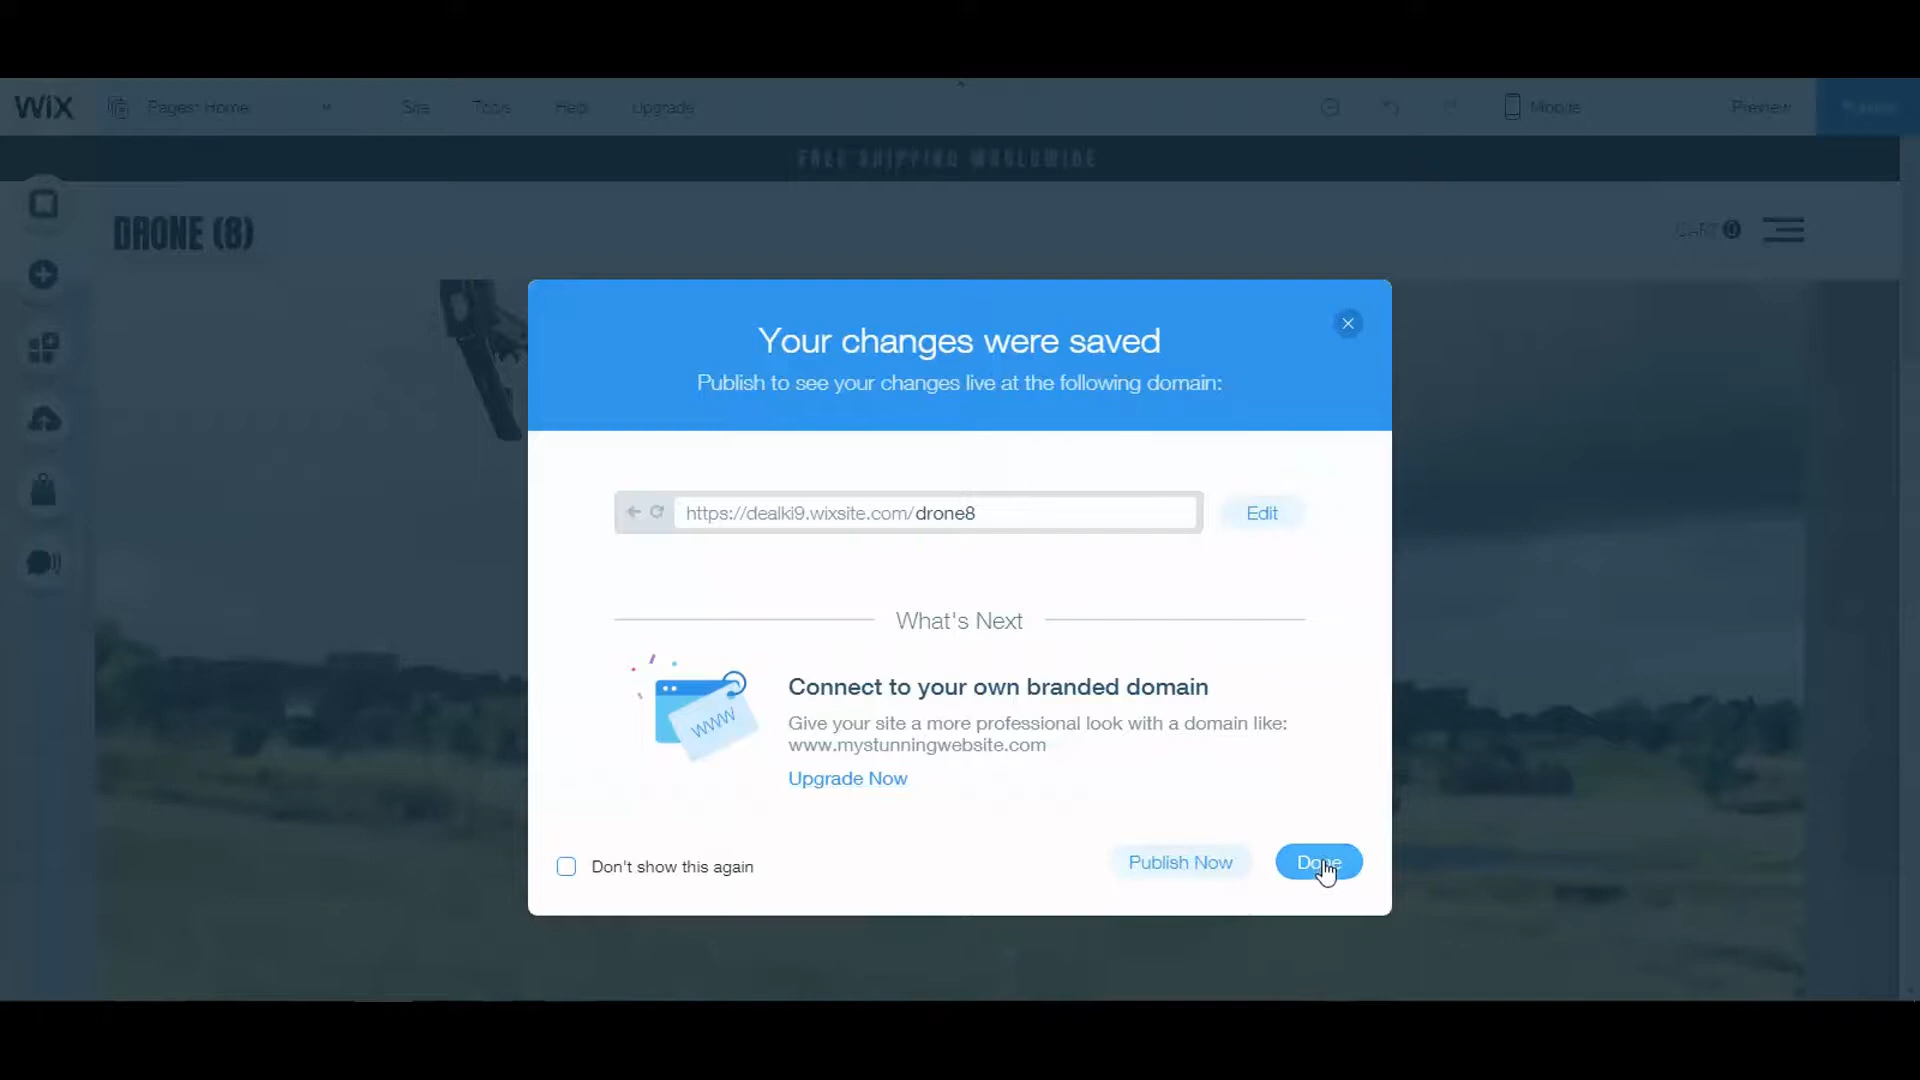 WiX
Pages: Home
Site
Tools
Help
Upgrade
Mobile
Preview
FREE SHIPPING WORLDWIDE
DRONE (8)
CART 0
Your changes were saved
Publish to see your changes live at the following domain:
https://dealki9.wixsite.com/drone8
Edit
What's Next
WWW
Connect to your own branded domain
Give your site a more professional look with a domain like:
www.mystunningwebsite.com
Upgrade Now
Don't show this again
Publish Now
Done